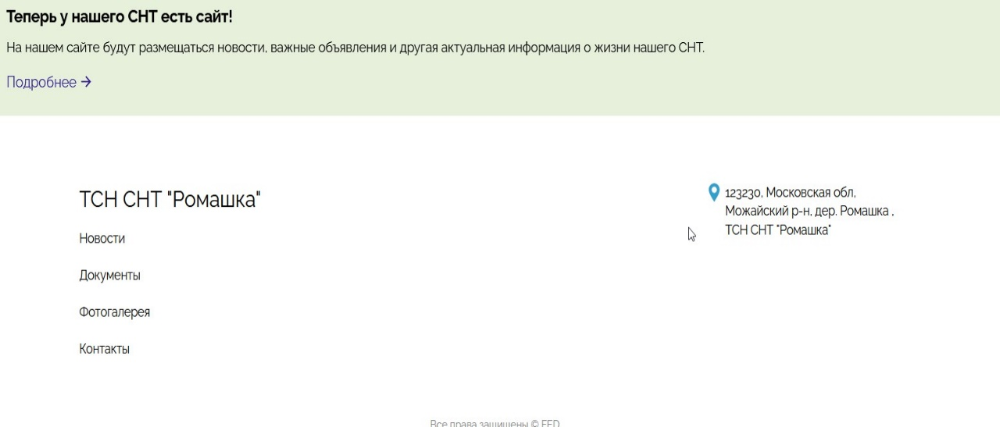 Теперь у нашего СНТ есть сайт!
На нашем сайте будут размещаться новости, важные объявления и другая актуальная информация о жизни нашего СНТ.
Подробнее →
ТСН СНТ "Ромашка"
Новости
Документы
Фотогалерея
Контакты
123230, Московская обл,
Можайский р-н, дер. Ромашка ,
ТСН СНТ "Ромашка"
Все права защищены © FED